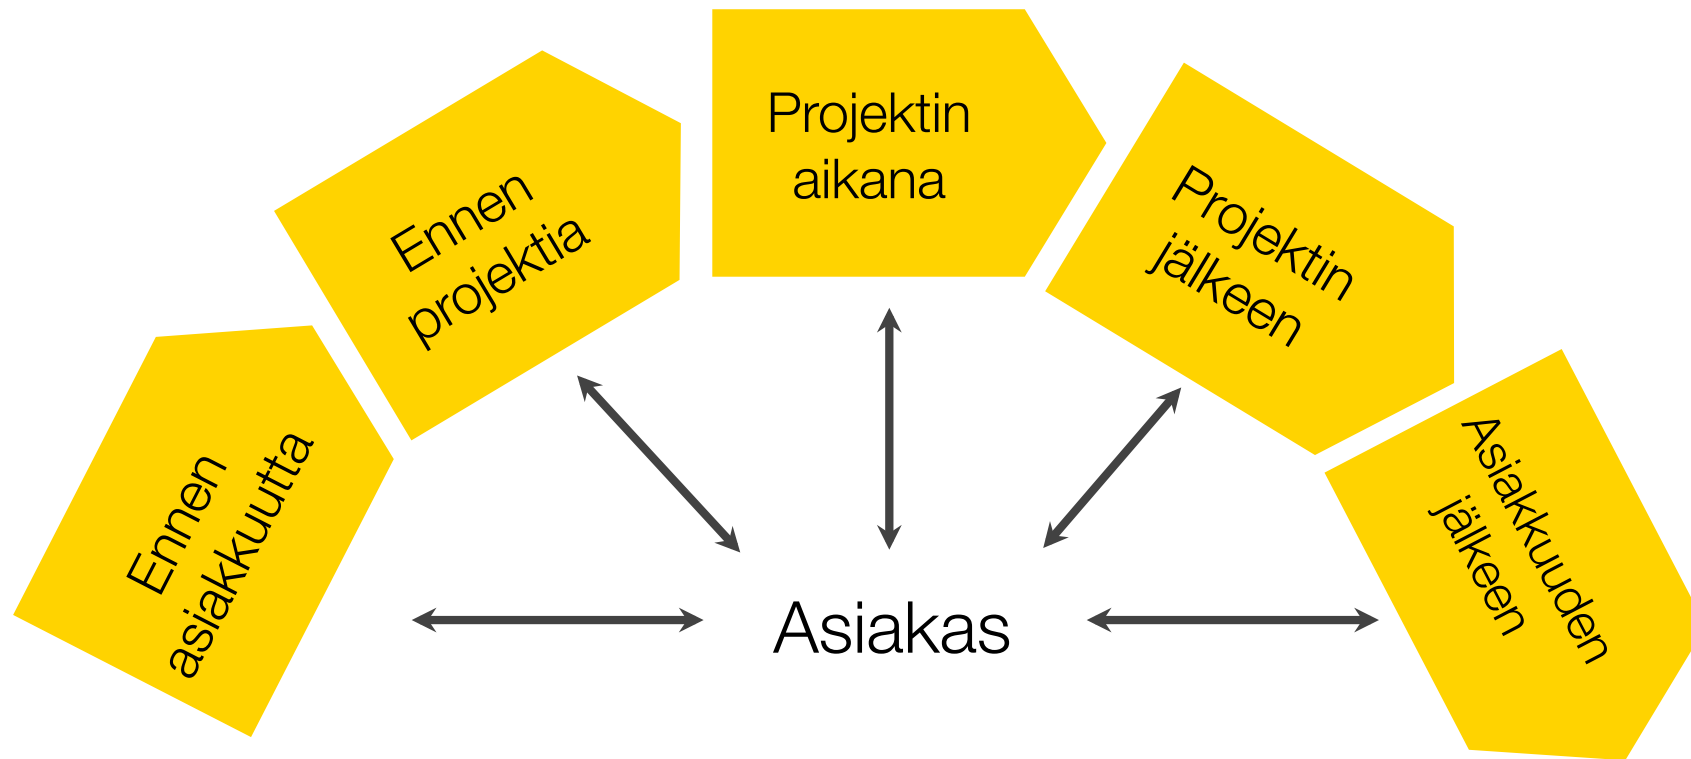 Ennen
asiakkuutta
Ennen
projektia
Projektin
aikana
Projektin
jälkeen
Asiakkuuden
jälkeen
Asiakas